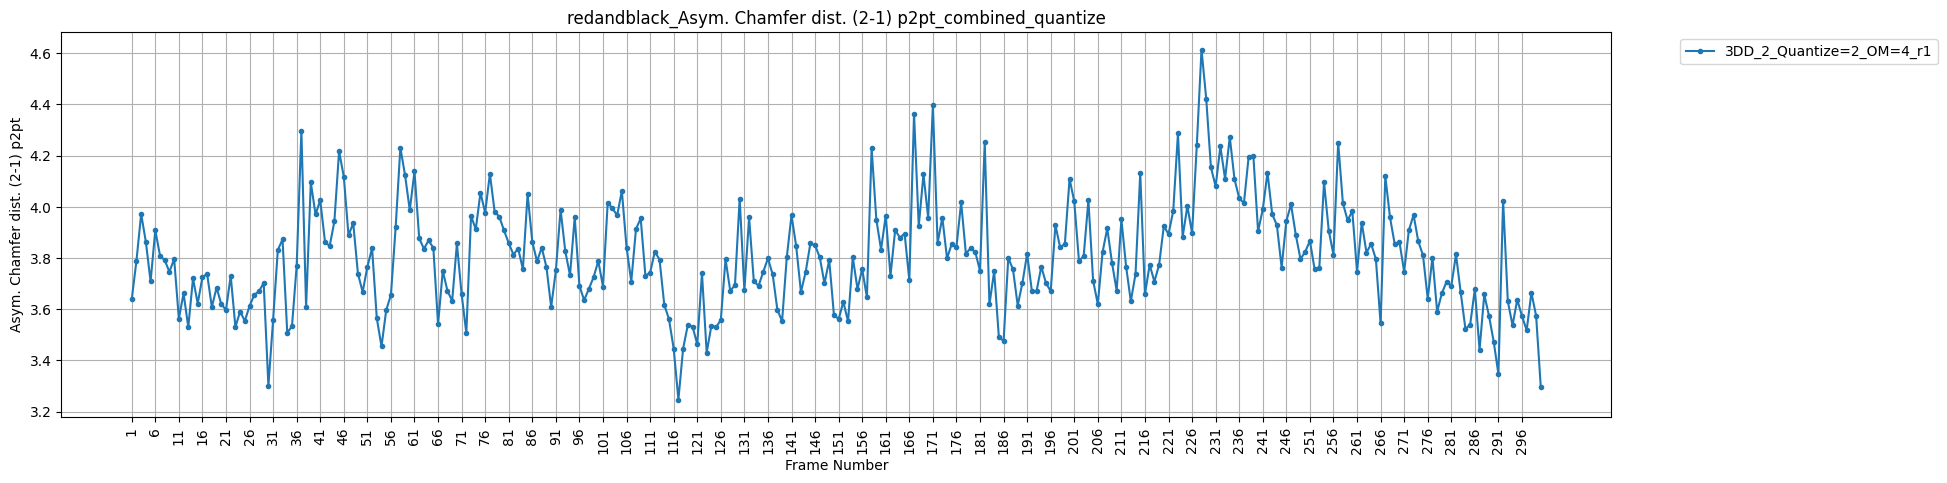 redandblack_Asym. Chamfer dist. (2-1) p2pt_combined_quantize
3DD_2_Quantize=2_OM=4_r1
Asym. Chamfer dist. (2-1) p2pt
4.6
4.4
4.2
4.0
3.8
3.6
3.4
3.2
1 6 11 16 21 26 31 36 41 46 51 56 61 66 71 76 81 86 91 96 101 106 111 116 121 126 131 136 141 146 151 156 161 166 171 176 181 186 191 196 201 206 211 216 221 226 231 236 241 246 251 256 261 266 271 276 281 286 291 296
Frame Number